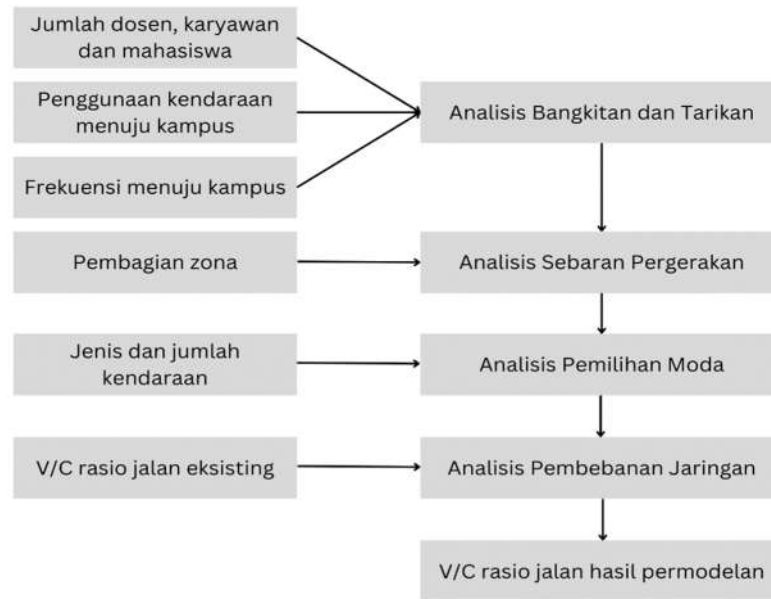 Jumlah dosen, karyawan
dan mahasiswa
Penggunaan kendaraan
menuju kampus
Analisis Bangkitan dan Tarikan
Frekuensi menuju kampus
Pembagian zona
Analisis Sebaran Pergerakan
Jenis dan jumlah
kendaraan
Analisis Pemilihan Moda
V/C rasio jalan eksisting
Analisis Pembebanan Jaringan
V/C rasio jalan hasil permodelan